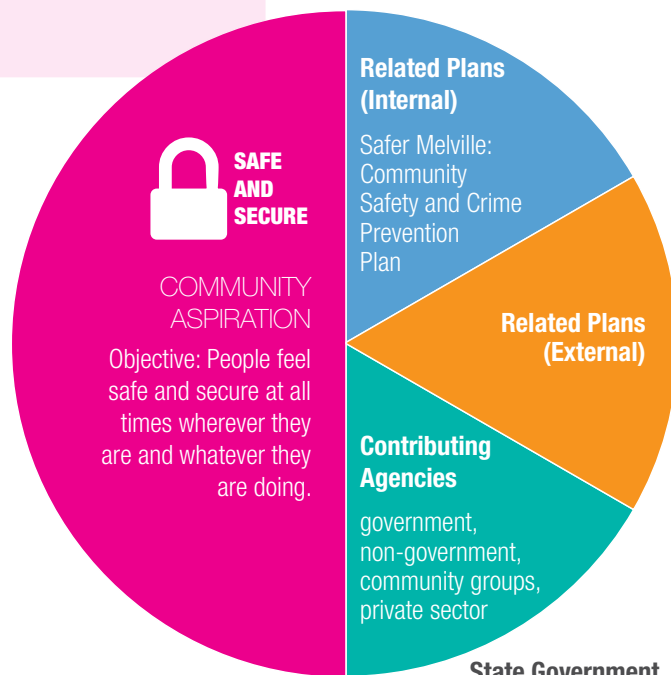 SAFE
AND
SECURE
COMMUNITY
ASPIRATION
Objective: People feel
safe and secure at all
times wherever they
are and whatever they
are doing.
Related Plans
(Internal)
Safer Melville:
Community
Safety and Crime
Prevention
Plan
Related Plans
(External)
Contributing
Agencies
government,
non-government,
community groups,
private sector
State Government